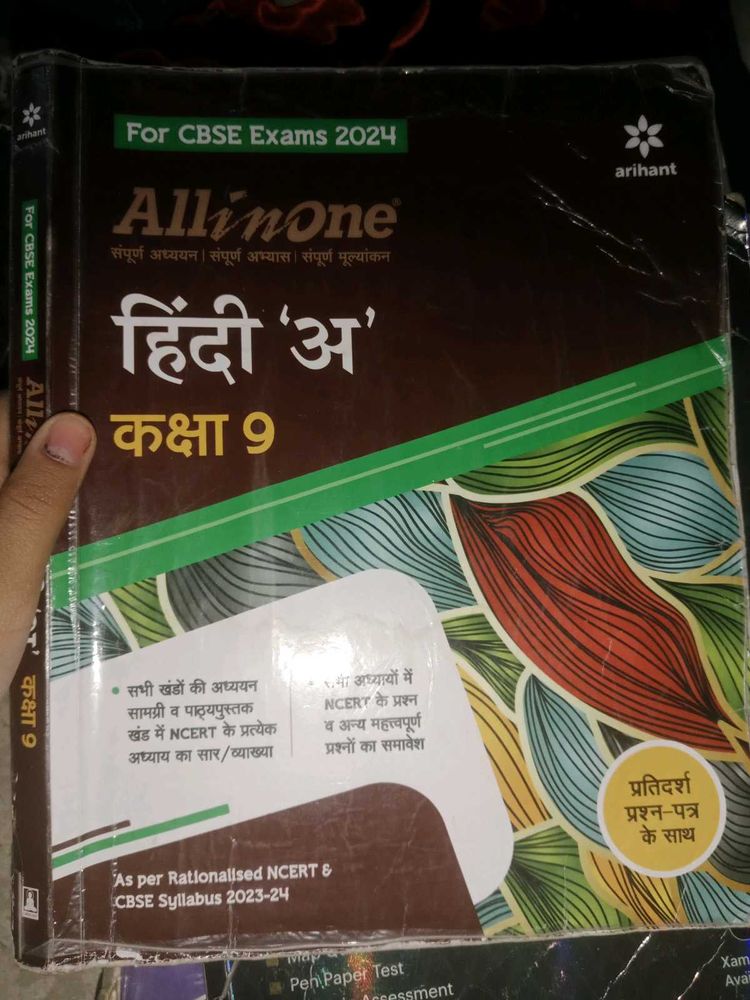 For CBSE Exams 2024
arihant
All in One®
संपूर्ण अध्ययन | संपूर्ण अभ्यास | संपूर्ण मूल्यांकन
हिंदी ‘अ’
कक्षा 9
• सभी खंडों की अध्ययन
सामग्री व पाठ्यपुस्तक
खंड में NCERT के प्रत्येक
अध्याय का सार/व्याख्या
अध्यायों में
NCERT के प्रश्न
व अन्य महत्त्वपूर्ण
प्रश्नों का समावेश
प्रतिदर्श
प्रश्न-पत्र
के साथ
As per Rationalised NCERT &
CBSE Syllabus 2023-24
arihant
For CBSE Exams 2024
कक्षा 9
Pen Paper Test